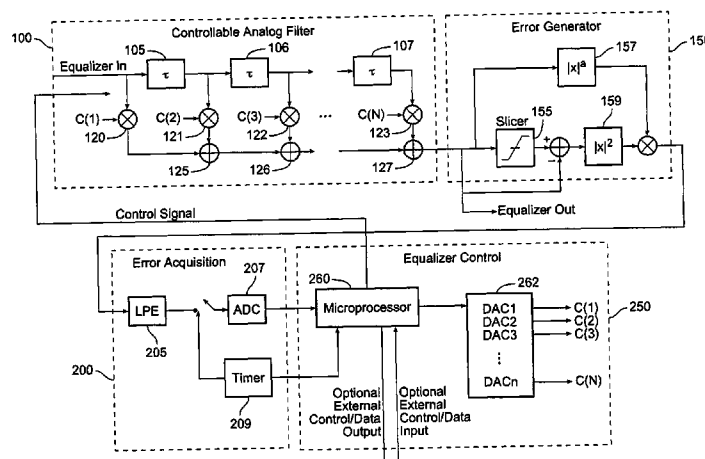 100
Controllable Analog Filter
Error Generator
150
105
106
107
157
Equalizer In
τ
τ
τ
|x|ᵃ
C(1)
C(2)
C(3)
...
C(N)
120
121
122
123
Slicer
155
159
+
−
|x|²
125
126
127
Equalizer Out
Control Signal
Error Acquisition
Equalizer Control
207
260
262
LPE
ADC
Microprocessor
205
DAC1
DAC2
DAC3
⋮
DACn
C(1)
C(2)
C(3)
C(N)
250
200
Timer
209
Optional
External
Control/Data
Output
Optional
External
Control/Data
Input